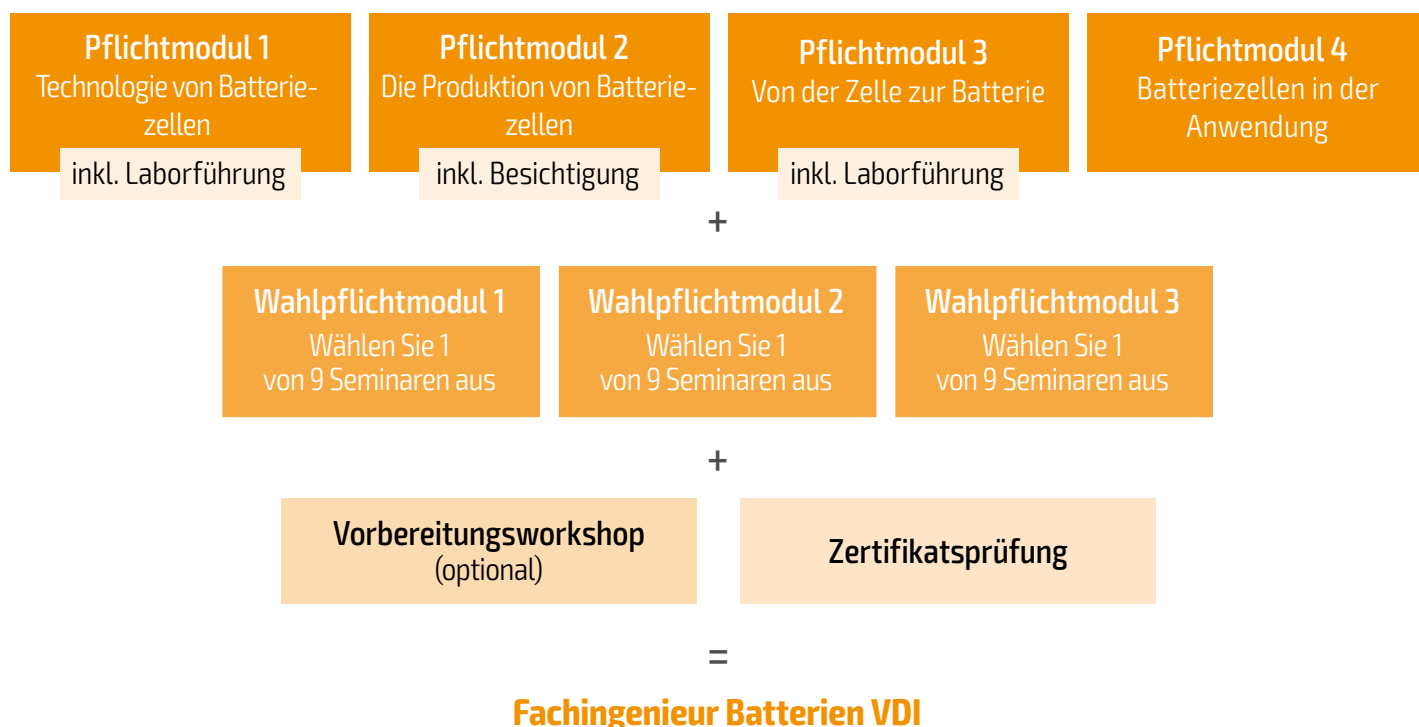 Pflichtmodul 1
Technologie von Batterie-
zellen
inkl. Laborführung
Pflichtmodul 2
Die Produktion von Batterie-
zellen
inkl. Besichtigung
Pflichtmodul 3
Von der Zelle zur Batterie
inkl. Laborführung
Pflichtmodul 4
Batteriezellen in der
Anwendung
+
Wahlpflichtmodul 1
Wählen Sie 1
von 9 Seminaren aus
Wahlpflichtmodul 2
Wählen Sie 1
von 9 Seminaren aus
Wahlpflichtmodul 3
Wählen Sie 1
von 9 Seminaren aus
+
Vorbereitungsworkshop
(optional)
Zertifikatsprüfung
=
Fachingenieur Batterien VDI